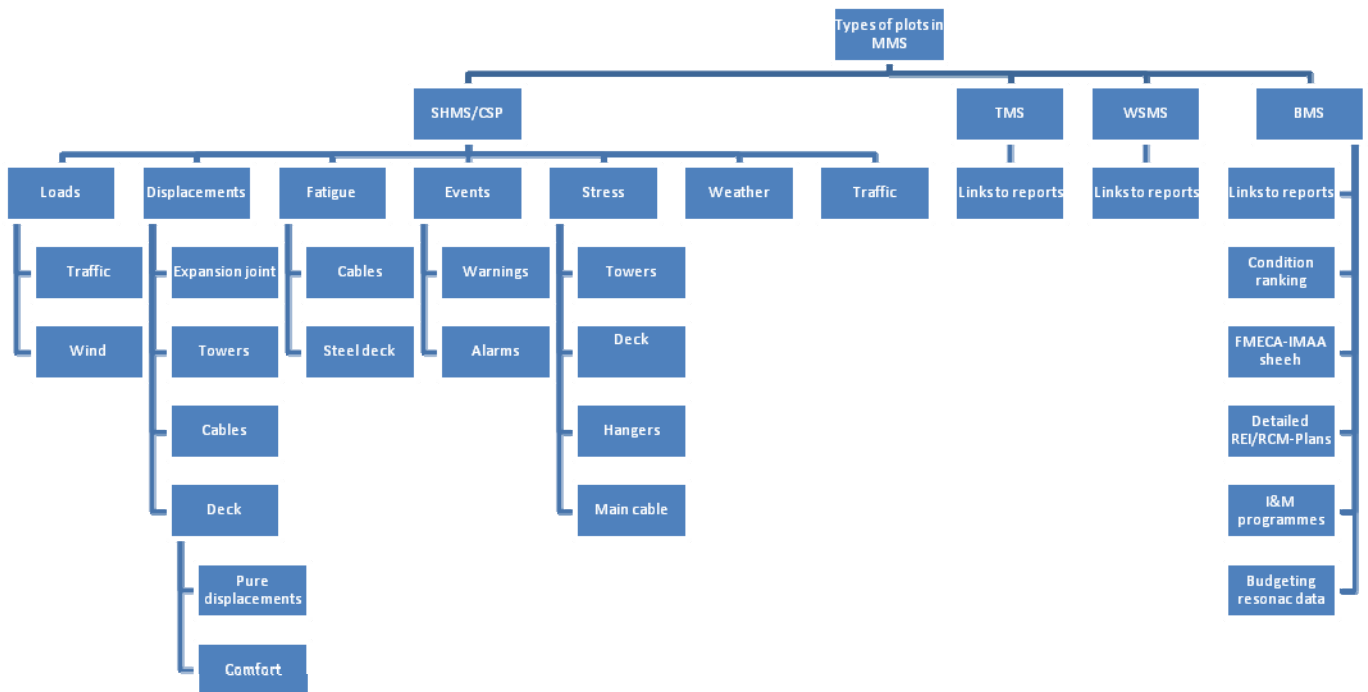 Types of plots in
MMS
SHMS/CSP
TMS
WSMS
BMS
Loads
Displacements
Fatigue
Events
Stress
Weather
Traffic
Links to reports
Links to reports
Links to reports
Traffic
Expansion joint
Cables
Warnings
Towers
Condition
ranking
Wind
Towers
Steel deck
Alarms
Deck
FMECA-IMAA
sheeh
Cables
Hangers
Detailed
REI/RCM-Plans
Deck
Main cable
I&M
programmes
Pure
displacements
Budgeting
resonac data
Comfort